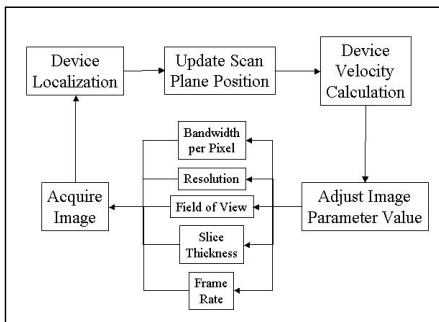 Device
Localization
Update Scan
Plane Position
Device
Velocity
Calculation
Bandwidth
per Pixel
Resolution
Field of View
Slice
Thickness
Frame
Rate
Acquire
Image
Adjust Image
Parameter Value